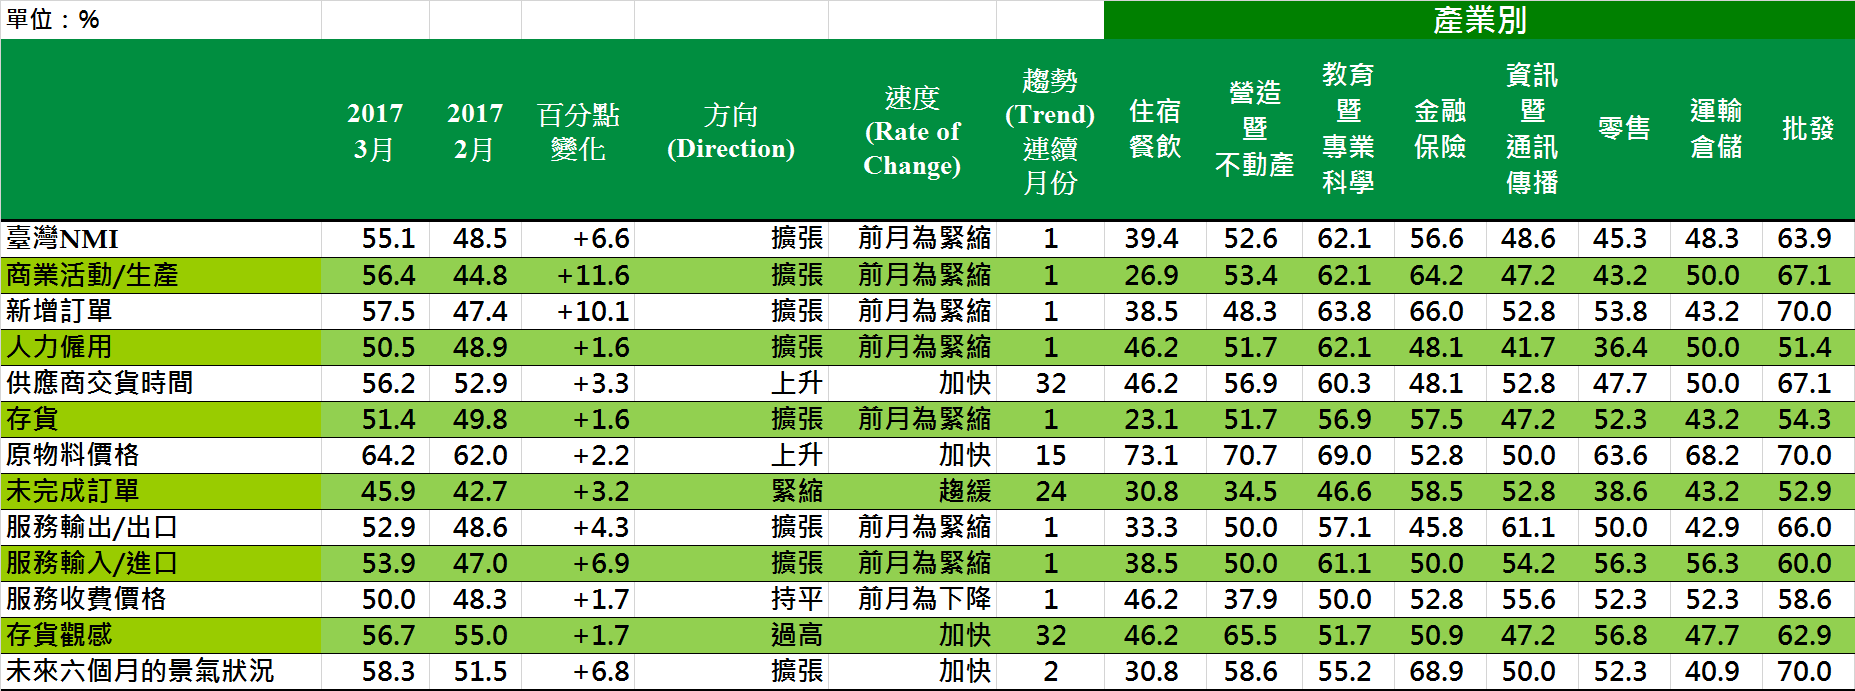 單位：% 產業別
2017 3月 2017 2月 百分點變化 方向(Direction) 速度(Rate of Change) 趨勢(Trend)連續月份 住宿餐飲 營造暨不動產 教育暨專業科學 金融保險 資訊暨通訊傳播 零售 運輸倉儲 批發
臺灣NMI 55.1 48.5 +6.6 擴張 前月為緊縮 1 39.4 52.6 62.1 56.6 48.6 45.3 48.3 63.9
商業活動/生產 56.4 44.8 +11.6 擴張 前月為緊縮 1 26.9 53.4 62.1 64.2 47.2 43.2 50.0 67.1
新增訂單 57.5 47.4 +10.1 擴張 前月為緊縮 1 38.5 48.3 63.8 66.0 52.8 53.8 43.2 70.0
人力僱用 50.5 48.9 +1.6 擴張 前月為緊縮 1 46.2 51.7 62.1 48.1 41.7 36.4 50.0 51.4
供應商交貨時間 56.2 52.9 +3.3 上升 加快 32 46.2 56.9 60.3 48.1 52.8 47.7 50.0 67.1
存貨 51.4 49.8 +1.6 擴張 前月為緊縮 1 23.1 51.7 56.9 57.5 47.2 52.3 43.2 54.3
原物料價格 64.2 62.0 +2.2 上升 加快 15 73.1 70.7 69.0 52.8 50.0 63.6 68.2 70.0
未完成訂單 45.9 42.7 +3.2 緊縮 趨緩 24 30.8 34.5 46.6 58.5 52.8 38.6 43.2 52.9
服務輸出/出口 52.9 48.6 +4.3 擴張 前月為緊縮 1 33.3 50.0 57.1 45.8 61.1 50.0 42.9 66.0
服務輸入/進口 53.9 47.0 +6.9 擴張 前月為緊縮 1 38.5 50.0 61.1 50.0 54.2 56.3 56.3 60.0
服務收費價格 50.0 48.3 +1.7 持平 前月為下降 1 46.2 37.9 50.0 52.8 55.6 52.3 52.3 58.6
存貨觀感 56.7 55.0 +1.7 過高 加快 32 46.2 65.5 51.7 50.9 47.2 56.8 47.7 62.9
未來六個月的景氣狀況 58.3 51.5 +6.8 擴張 加快 2 30.8 58.6 55.2 68.9 50.0 52.3 40.9 70.0